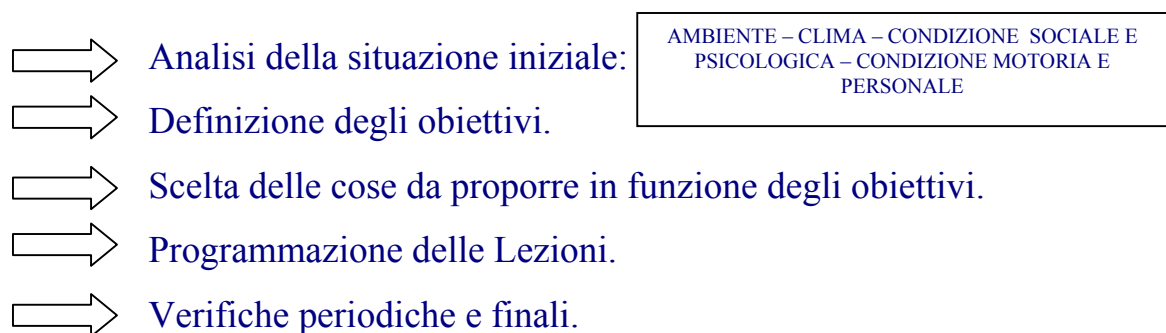 Analisi della situazione iniziale:
AMBIENTE – CLIMA – CONDIZIONE SOCIALE E
PSICOLOGICA – CONDIZIONE MOTORIA E
PERSONALE
Definizione degli obiettivi.
Scelta delle cose da proporre in funzione degli obiettivi.
Programmazione delle Lezioni.
Verifiche periodiche e finali.